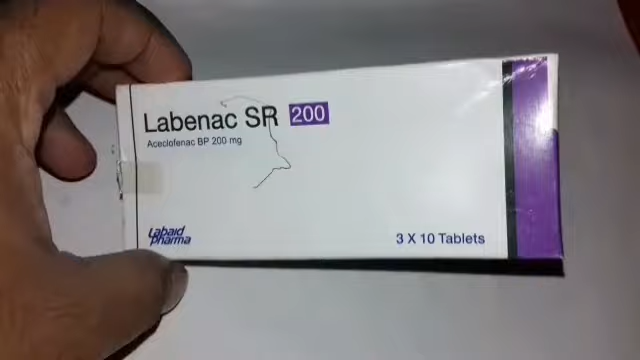 Labenac SR 200
Aceclofenac BP 200 mg
Labaid
pharma
3 X 10 Tablets